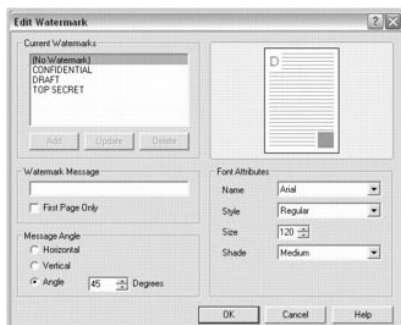 Edit Watermark
Current Watermarks
(No Watermark)
CONFIDENTIAL
DRAFT
TOP SECRET
Add
Update
Delete
D
Watermark Message
First Page Only
Message Angle
Horizontal
Vertical
Angle 45 Degrees
Font Attributes
Name Arial
Style Regular
Size 120
Shade Medium
OK
Cancel
Help